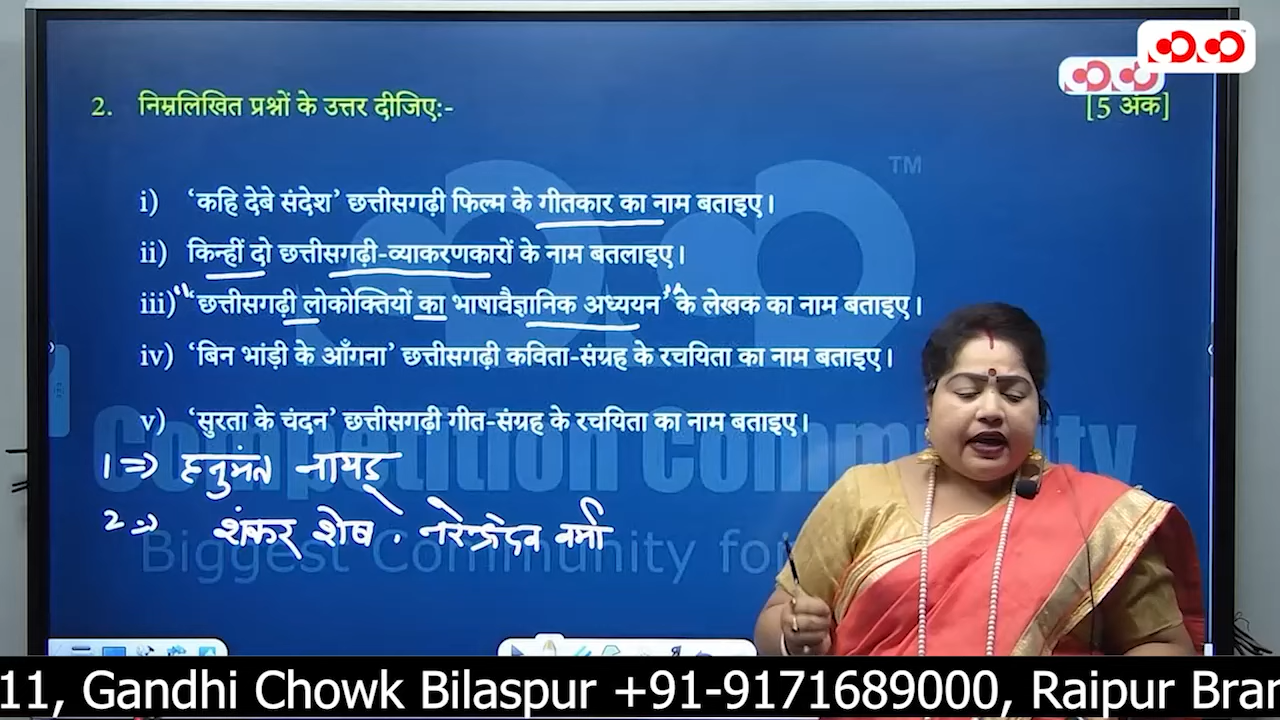 2. निम्नलिखित प्रश्नों के उत्तर दीजिए:- [5 अंक]
TM
i) 'कहि देबे संदेश' छत्तीसगढ़ी फिल्म के गीतकार का नाम बताइए।
ii) किन्हीं दो छत्तीसगढ़ी-व्याकरणकारों के नाम बतलाइए।
iii) "छत्तीसगढ़ी लोकोक्तियों का भाषावैज्ञानिक अध्ययन" के लेखक का नाम बताइए।
iv) 'बिन भांड़ी के अँगना' छत्तीसगढ़ी कविता-संग्रह के रचयिता का नाम बताइए।
v) 'सुरता के चंदन' छत्तीसगढ़ी गीत-संग्रह के रचयिता का नाम बताइए।
Competition Community
1 => हनुमंत नायडू
2 => शंकर शेष . नरेन्द्रदेव वर्मा
Biggest Community for
11, Gandhi Chowk Bilaspur +91-9171689000, Raipur Bran